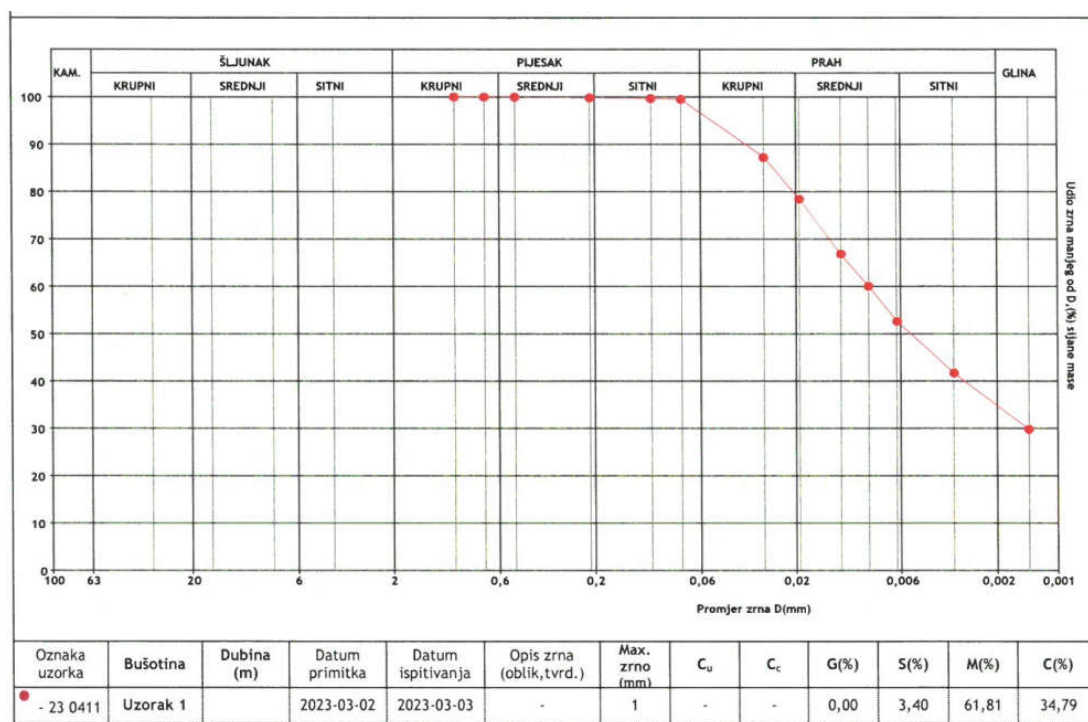 KAM. ŠLJUNAK PIJESAK PRAH GLINA
KRUPNI SREDNJI SITNI KRUPNI SREDNJI SITNI KRUPNI SREDNJI SITNI
100
90
80
70
60
50
40
30
20
10
0
100 63 20 6 2 0,6 0,2 0,06 0,02 0,006 0,002 0,001
Promjer zrna D(mm)
Udio zrna manjeg od D,(%) sijane mase
Oznaka uzorka Bušotina Dubina (m) Datum primitka Datum ispitivanja Opis zrna (oblik,tvrd.) Max. zrno (mm) Cu Cc G(%) S(%) M(%) C(%)
- 23 0411 Uzorak 1 2023-03-02 2023-03-03 - 1 - - 0,00 3,40 61,81 34,79